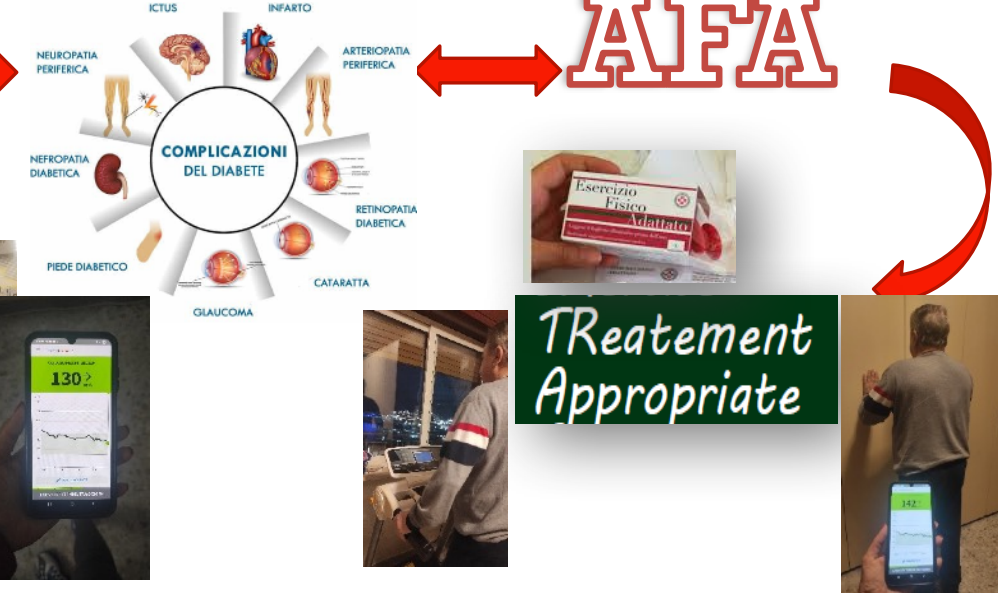 ICTUS
INFARTO
NEUROPATIA
PERIFERICA
ARTERIOPATIA
PERIFERICA
AFA
COMPLICAZIONI
DEL DIABETE
NEFROPATIA
DIABETICA
RETINOPATIA
DIABETICA
PIEDE DIABETICO
CATARATTA
GLAUCOMA
Esercizio
Fisico
Adattato
TReatement
Appropriate
130
142